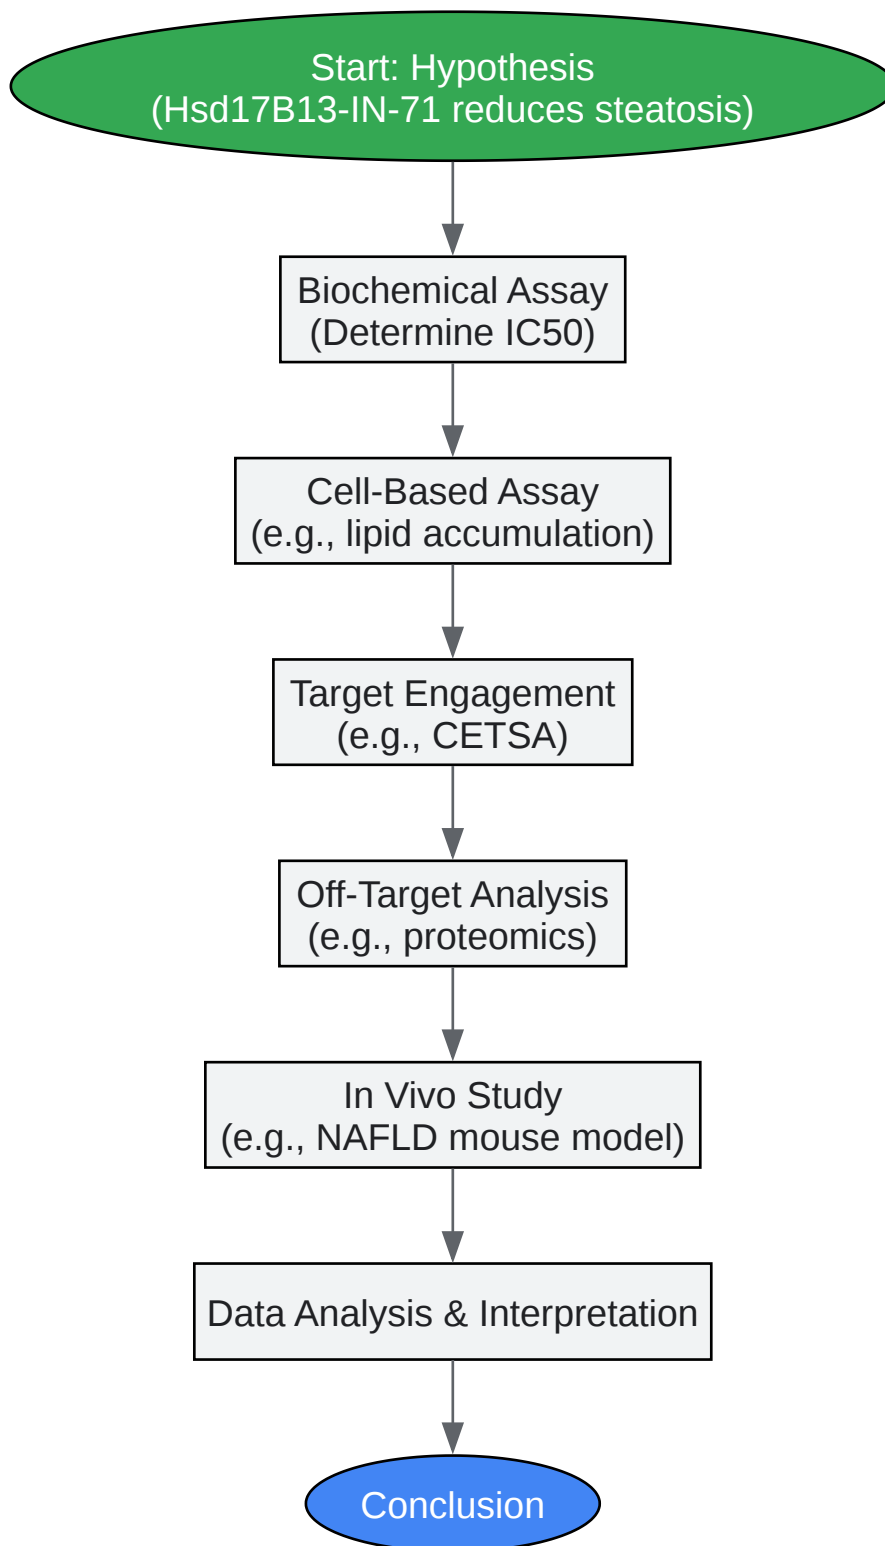 Start: Hypothesis
(Hsd17B13-IN-71 reduces steatosis)
Biochemical Assay
(Determine IC50)
Cell-Based Assay
(e.g., lipid accumulation)
Target Engagement
(e.g., CETSA)
Off-Target Analysis
(e.g., proteomics)
In Vivo Study
(e.g., NAFLD mouse model)
Data Analysis & Interpretation
Conclusion